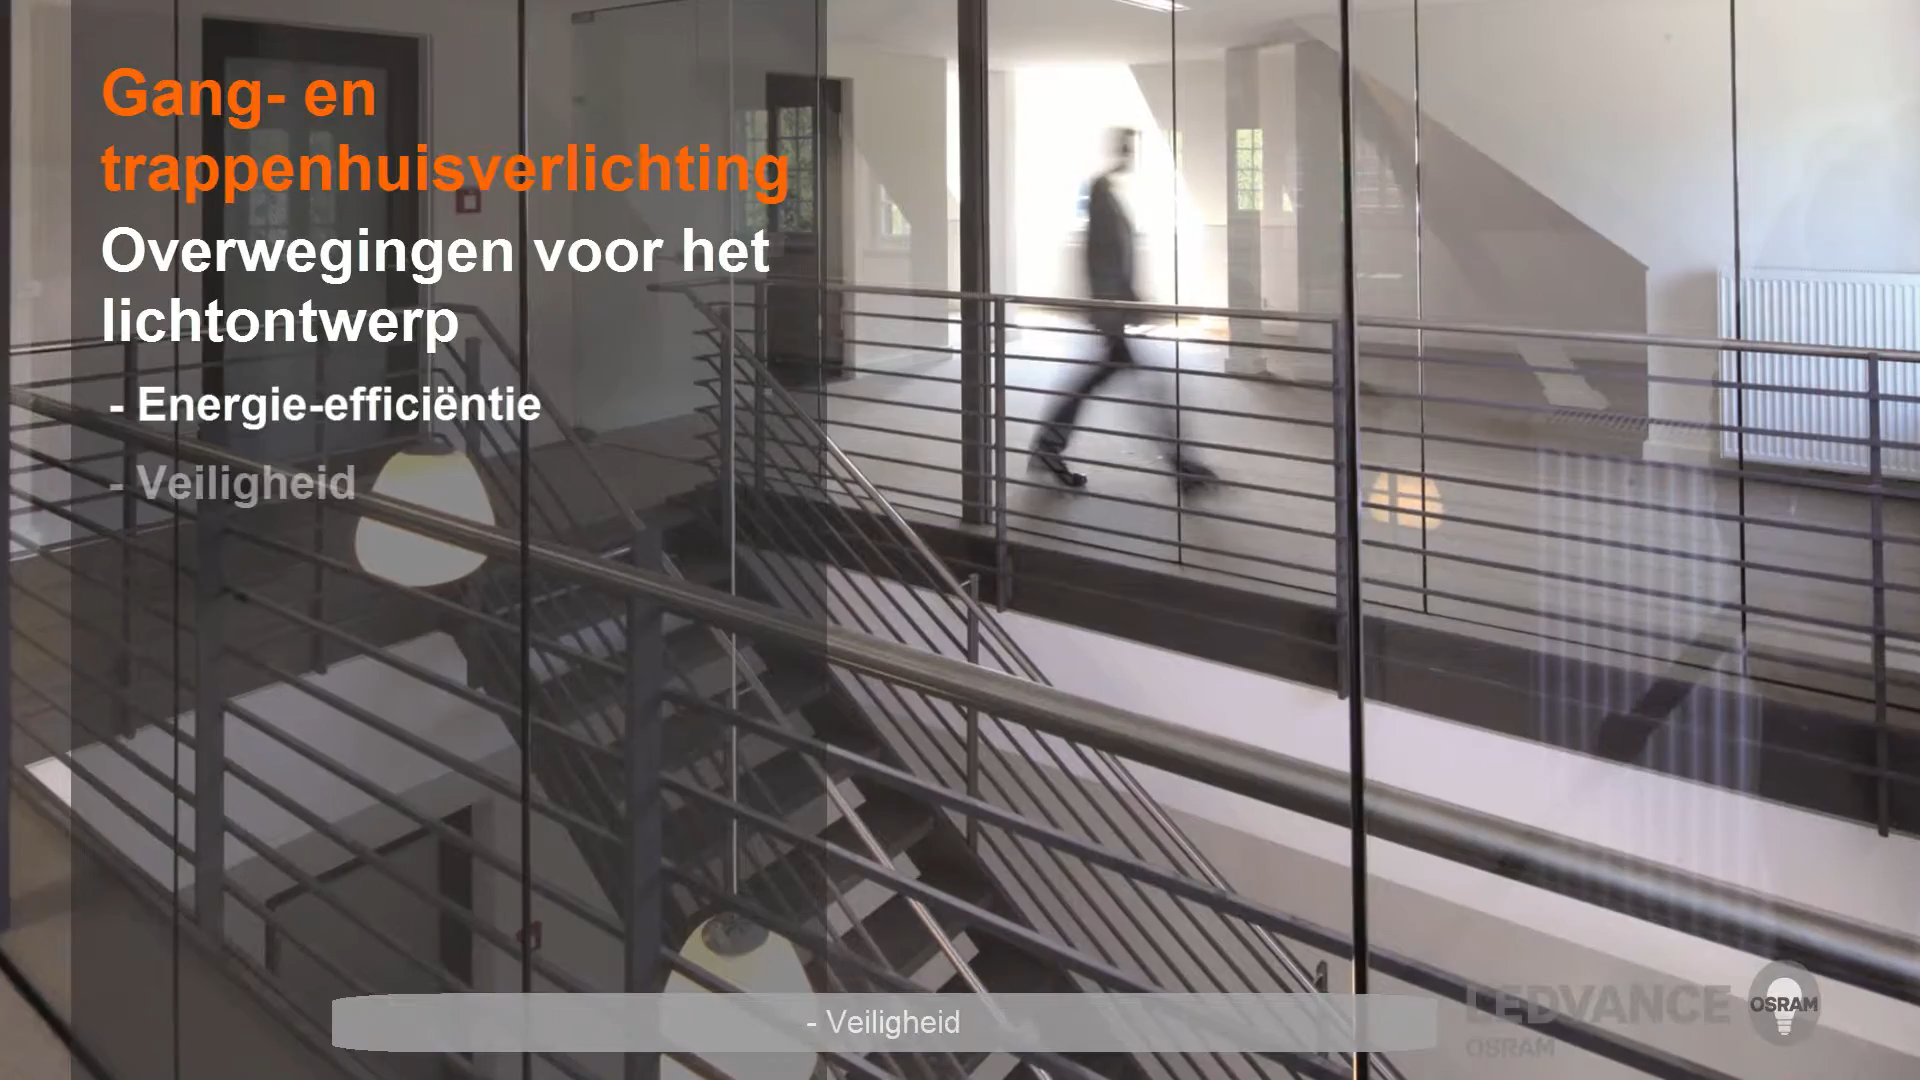 Gang- en
trappenhuisverlichting
Overwegingen voor het
lichtontwerp
- Energie-efficiëntie
- Veiligheid
- Veiligheid
LEDVANCE
OSRAM
OSRAM